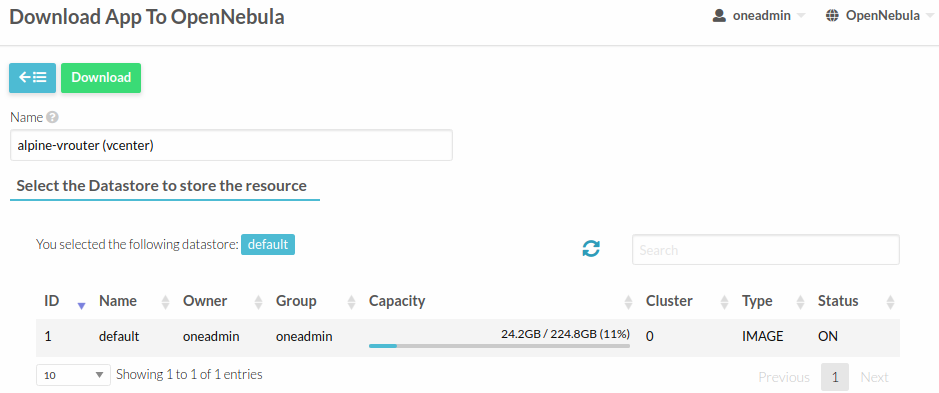 Download App To OpenNebula
oneadmin
OpenNebula
Download
Name
alpine-vrouter (vcenter)
Select the Datastore to store the resource
You selected the following datastore: default
Search
ID Name Owner Group Capacity Cluster Type Status
1 default oneadmin oneadmin 24.2GB / 224.8GB (11%) 0 IMAGE ON
10 Showing 1 to 1 of 1 entries
Previous 1 Next